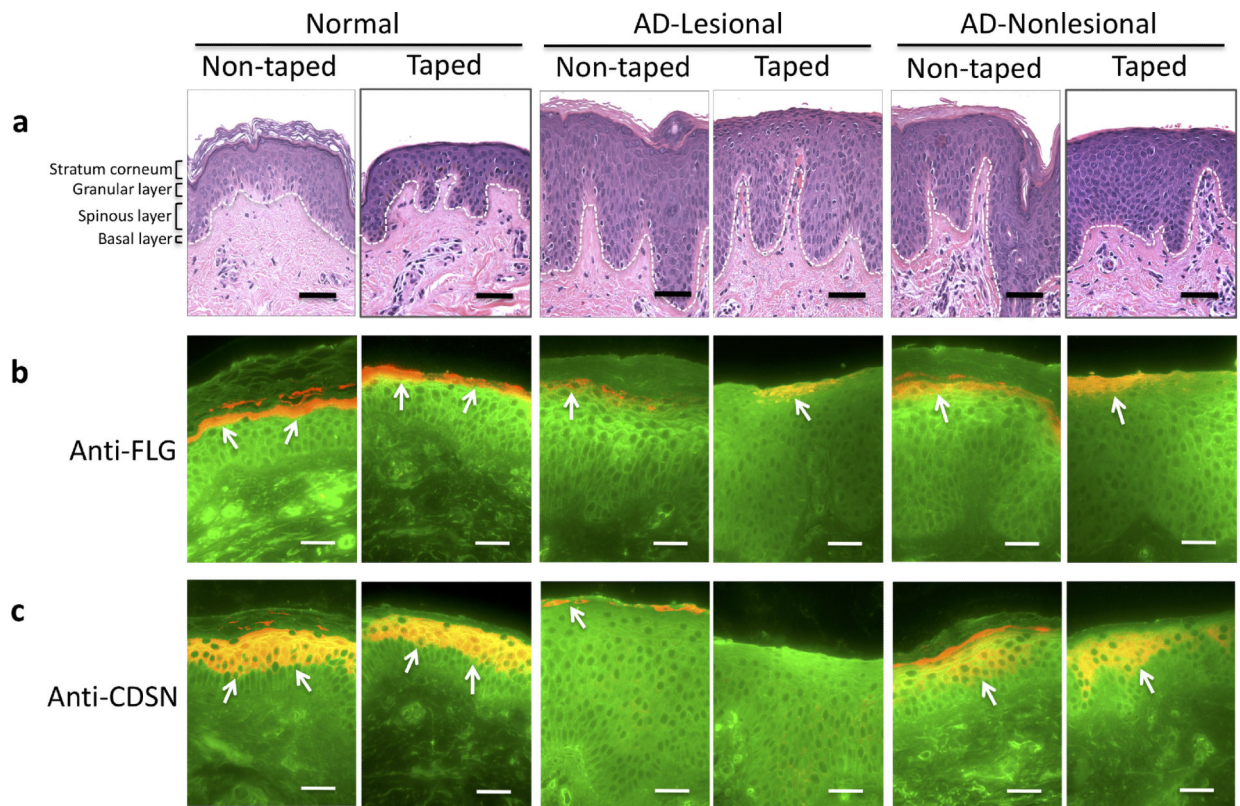 Normal
AD-Lesional
AD-Nonlesional
Non-taped
Taped
Non-taped
Taped
Non-taped
Taped
a
Stratum corneum
Granular layer
Spinous layer
Basal layer
b
Anti-FLG
c
Anti-CDSN